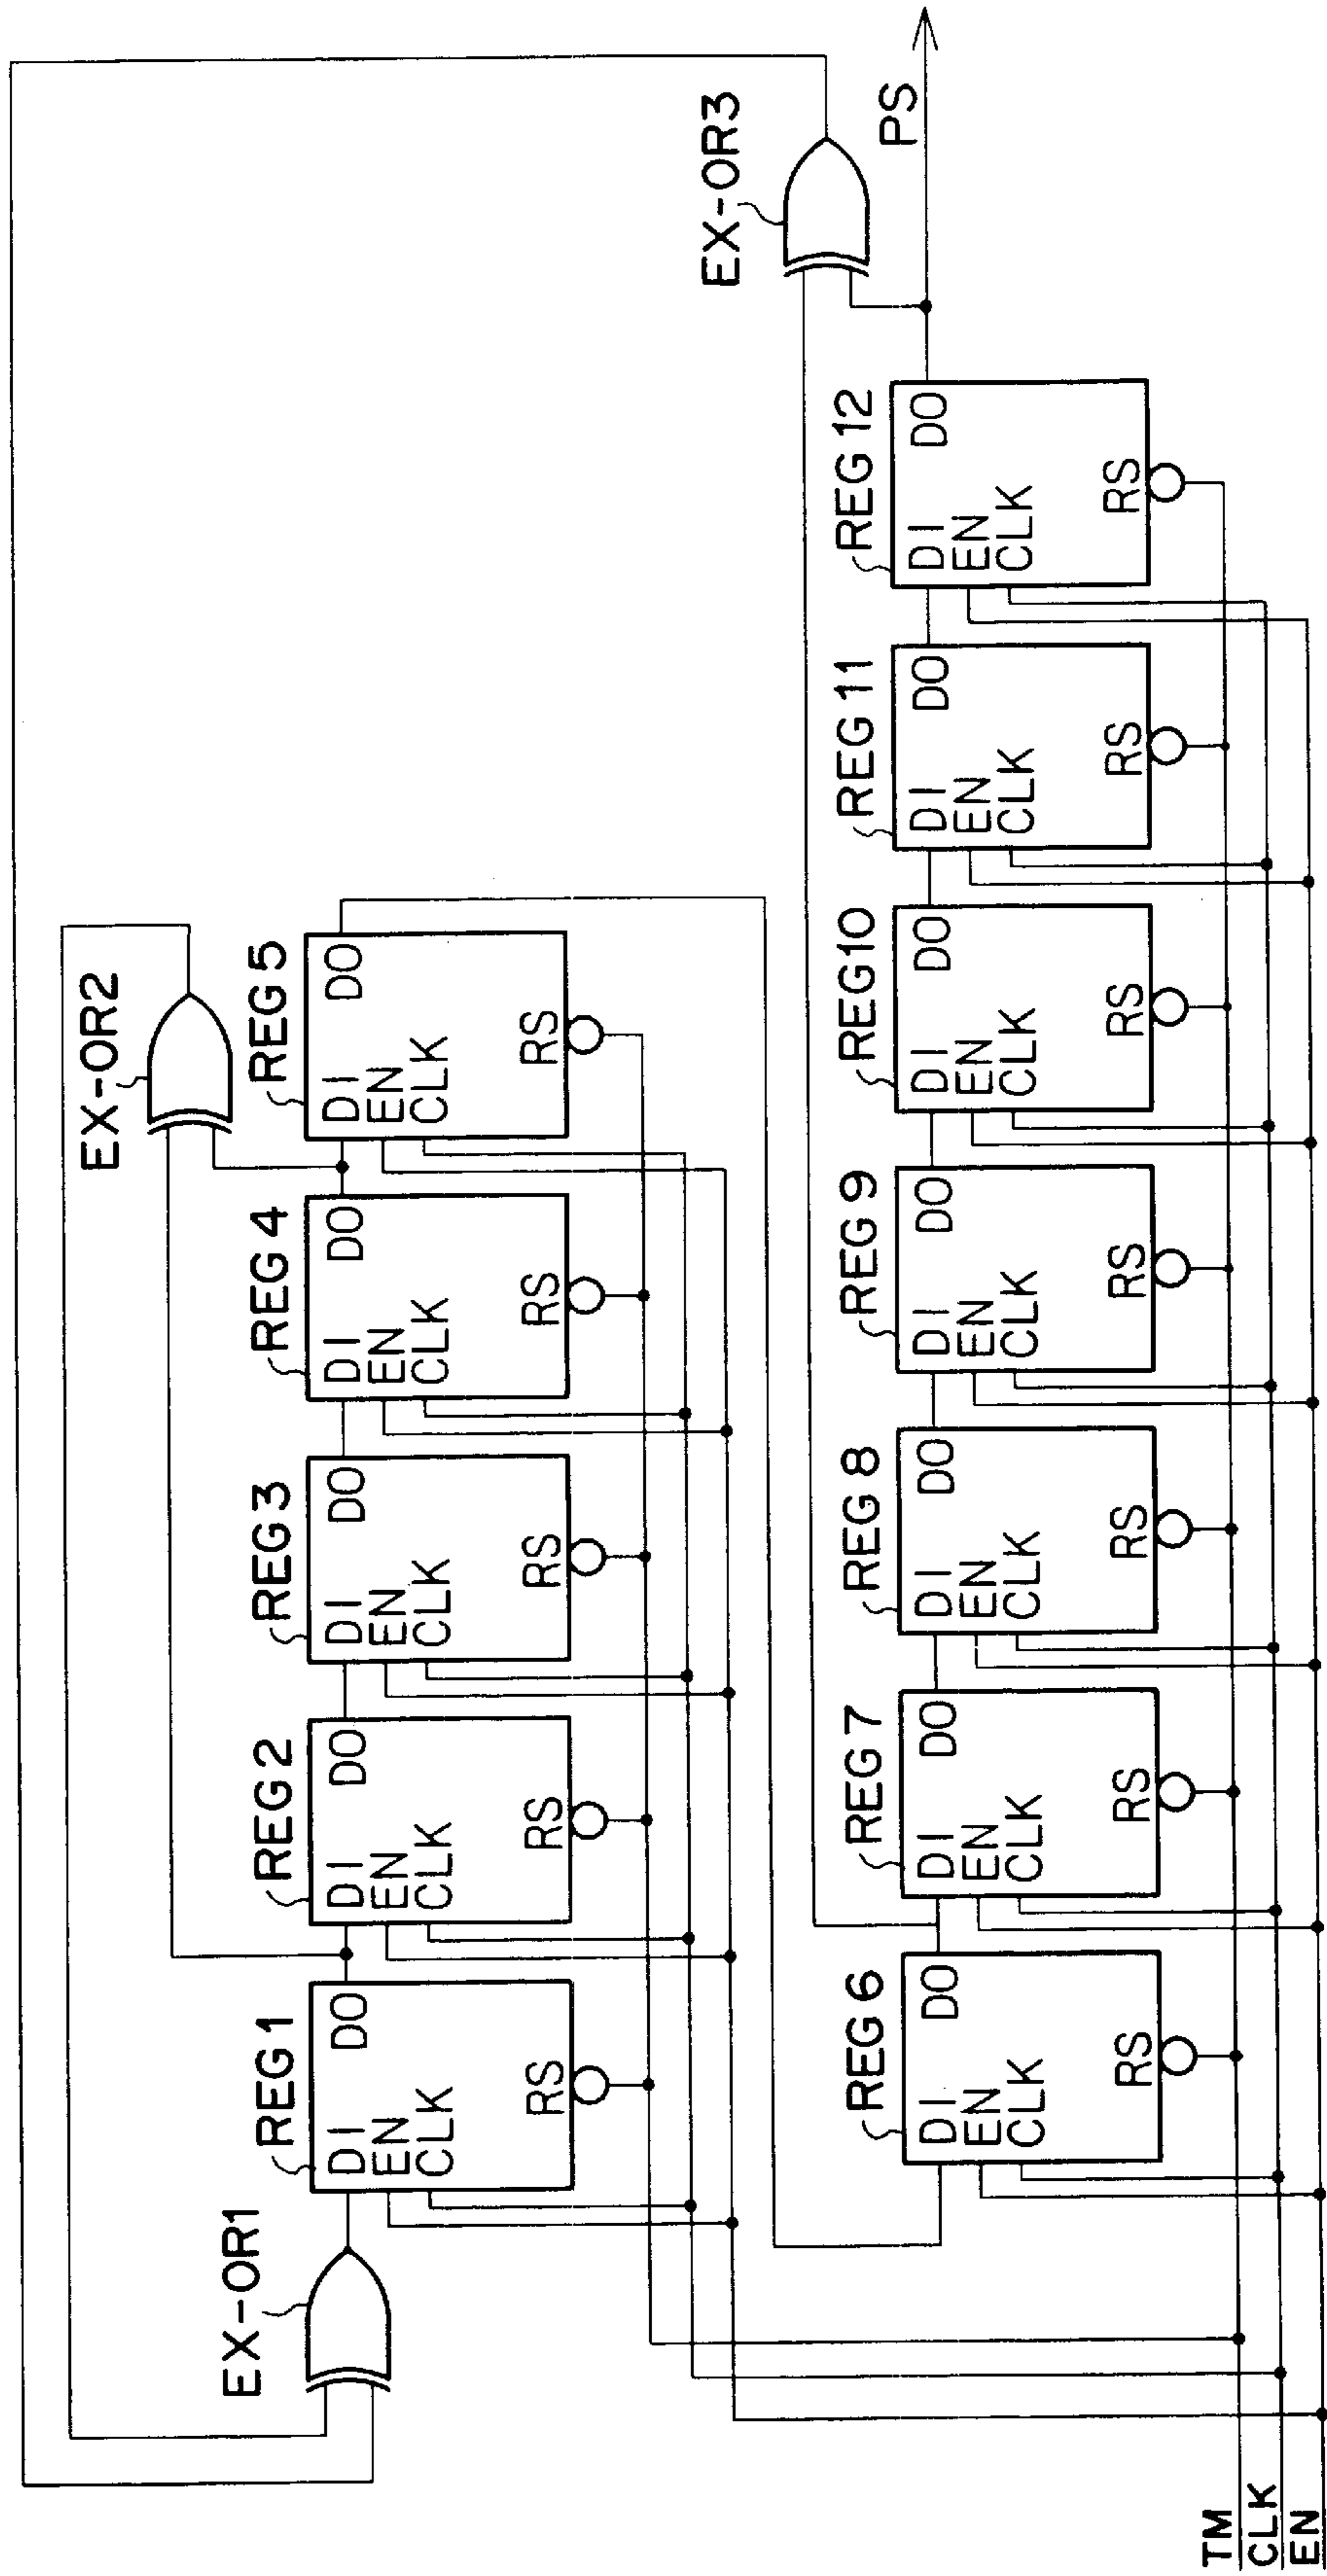 EX-OR3
PS
EX-OR2
EX-OR1
REG 1
DI
EN
CLK
DO
RS
REG 2
DI
EN
CLK
DO
RS
REG 3
DI
EN
CLK
DO
RS
REG 4
DI
EN
CLK
DO
RS
REG 5
DI
EN
CLK
DO
RS
REG 6
DI
EN
CLK
DO
RS
REG 7
DI
EN
CLK
DO
RS
REG 8
DI
EN
CLK
DO
RS
REG 9
DI
EN
CLK
DO
RS
REG 10
DI
EN
CLK
DO
RS
REG 11
DI
EN
CLK
DO
RS
REG 12
DI
EN
CLK
DO
RS
TM
CLK
EN